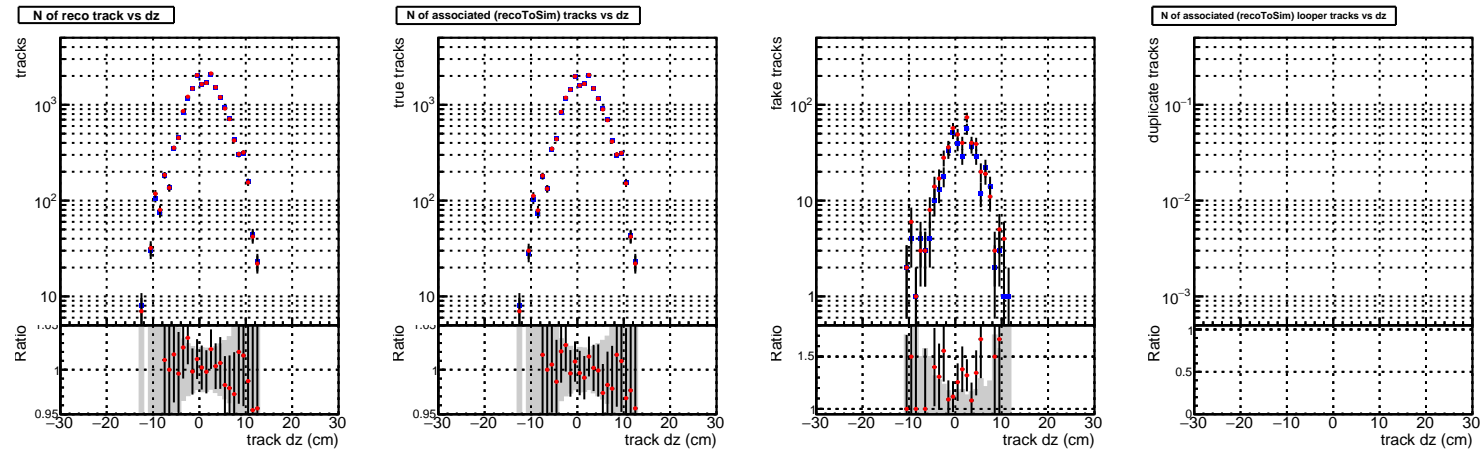 N of reco track vs dz
tracks
10³
10²
10
Ratio
1.05
1
0.95
−30 −20 −10 0 10 20 30
track dz (cm)
N of associated (recoToSim) tracks vs dz
true tracks
10³
10²
10
Ratio
1.05
1
0.95
−30 −20 −10 0 10 20 30
track dz (cm)
fake tracks
10²
10
1
Ratio
1.5
1
−30 −20 −10 0 10 20 30
track dz (cm)
N of associated (recoToSim) looper tracks vs dz
duplicate tracks
10⁻¹
10⁻²
10⁻³
Ratio
1
0.5
0
−30 −20 −10 0 10 20 30
track dz (cm)